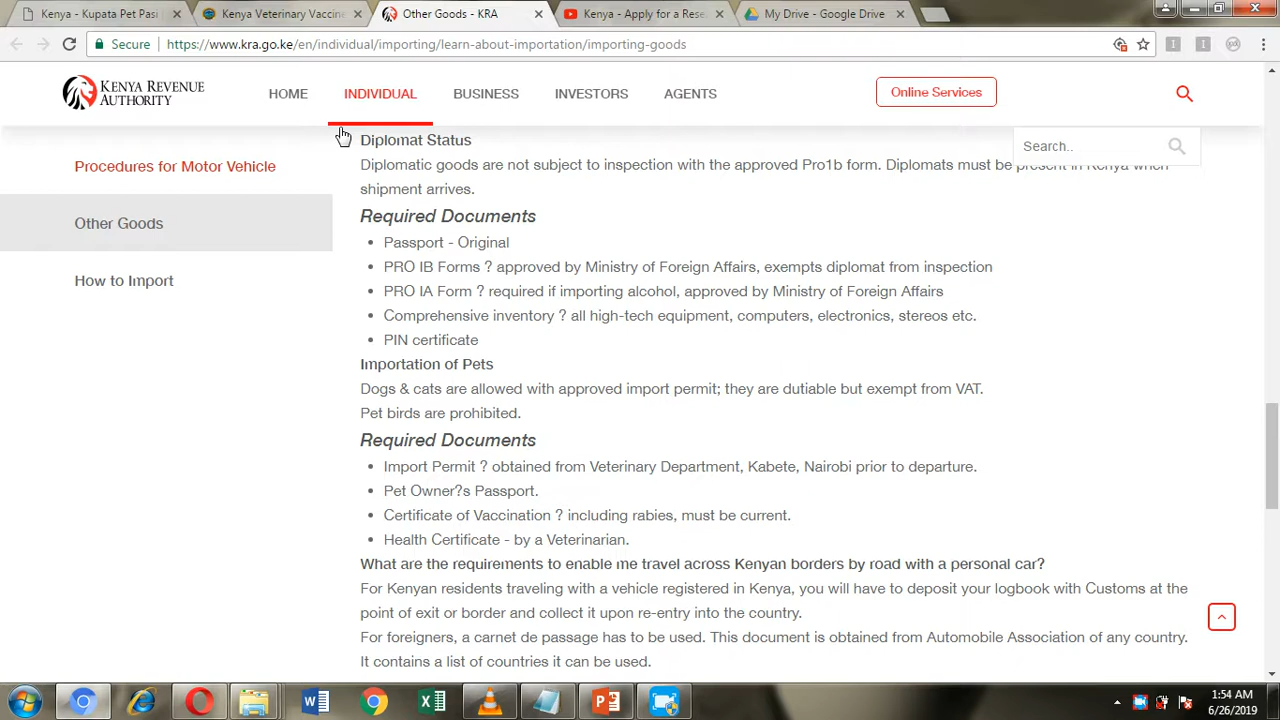 Kenya - Kupata Pet Pas
Kenya Veterinary Vaccine
Other Goods - KRA
Kenya - Apply for a Rese
My Drive - Google Drive
Secure
https://www.kra.go.ke/en/individual/importing/learn-about-importation/importing-goods
KENYA REVENUE
AUTHORITY
HOME
INDIVIDUAL
BUSINESS
INVESTORS
AGENTS
Online Services
Search..
Procedures for Motor Vehicle
Other Goods
How to Import
Diplomat Status
Diplomatic goods are not subject to inspection with the approved Pro1b form. Diplomats must be present in Kenya when
shipment arrives.
Required Documents
• Passport - Original
• PRO IB Forms ? approved by Ministry of Foreign Affairs, exempts diplomat from inspection
• PRO IA Form ? required if importing alcohol, approved by Ministry of Foreign Affairs
• Comprehensive inventory ? all high-tech equipment, computers, electronics, stereos etc.
• PIN certificate
Importation of Pets
Dogs & cats are allowed with approved import permit; they are dutiable but exempt from VAT.
Pet birds are prohibited.
Required Documents
• Import Permit ? obtained from Veterinary Department, Kabete, Nairobi prior to departure.
• Pet Owner?s Passport.
• Certificate of Vaccination ? including rabies, must be current.
• Health Certificate - by a Veterinarian.
What are the requirements to enable me travel across Kenyan borders by road with a personal car?
For Kenyan residents traveling with a vehicle registered in Kenya, you will have to deposit your logbook with Customs at the
point of exit or border and collect it upon re-entry into the country.
For foreigners, a carnet de passage has to be used. This document is obtained from Automobile Association of any country.
It contains a list of countries it can be used.
1:54 AM
6/26/2019